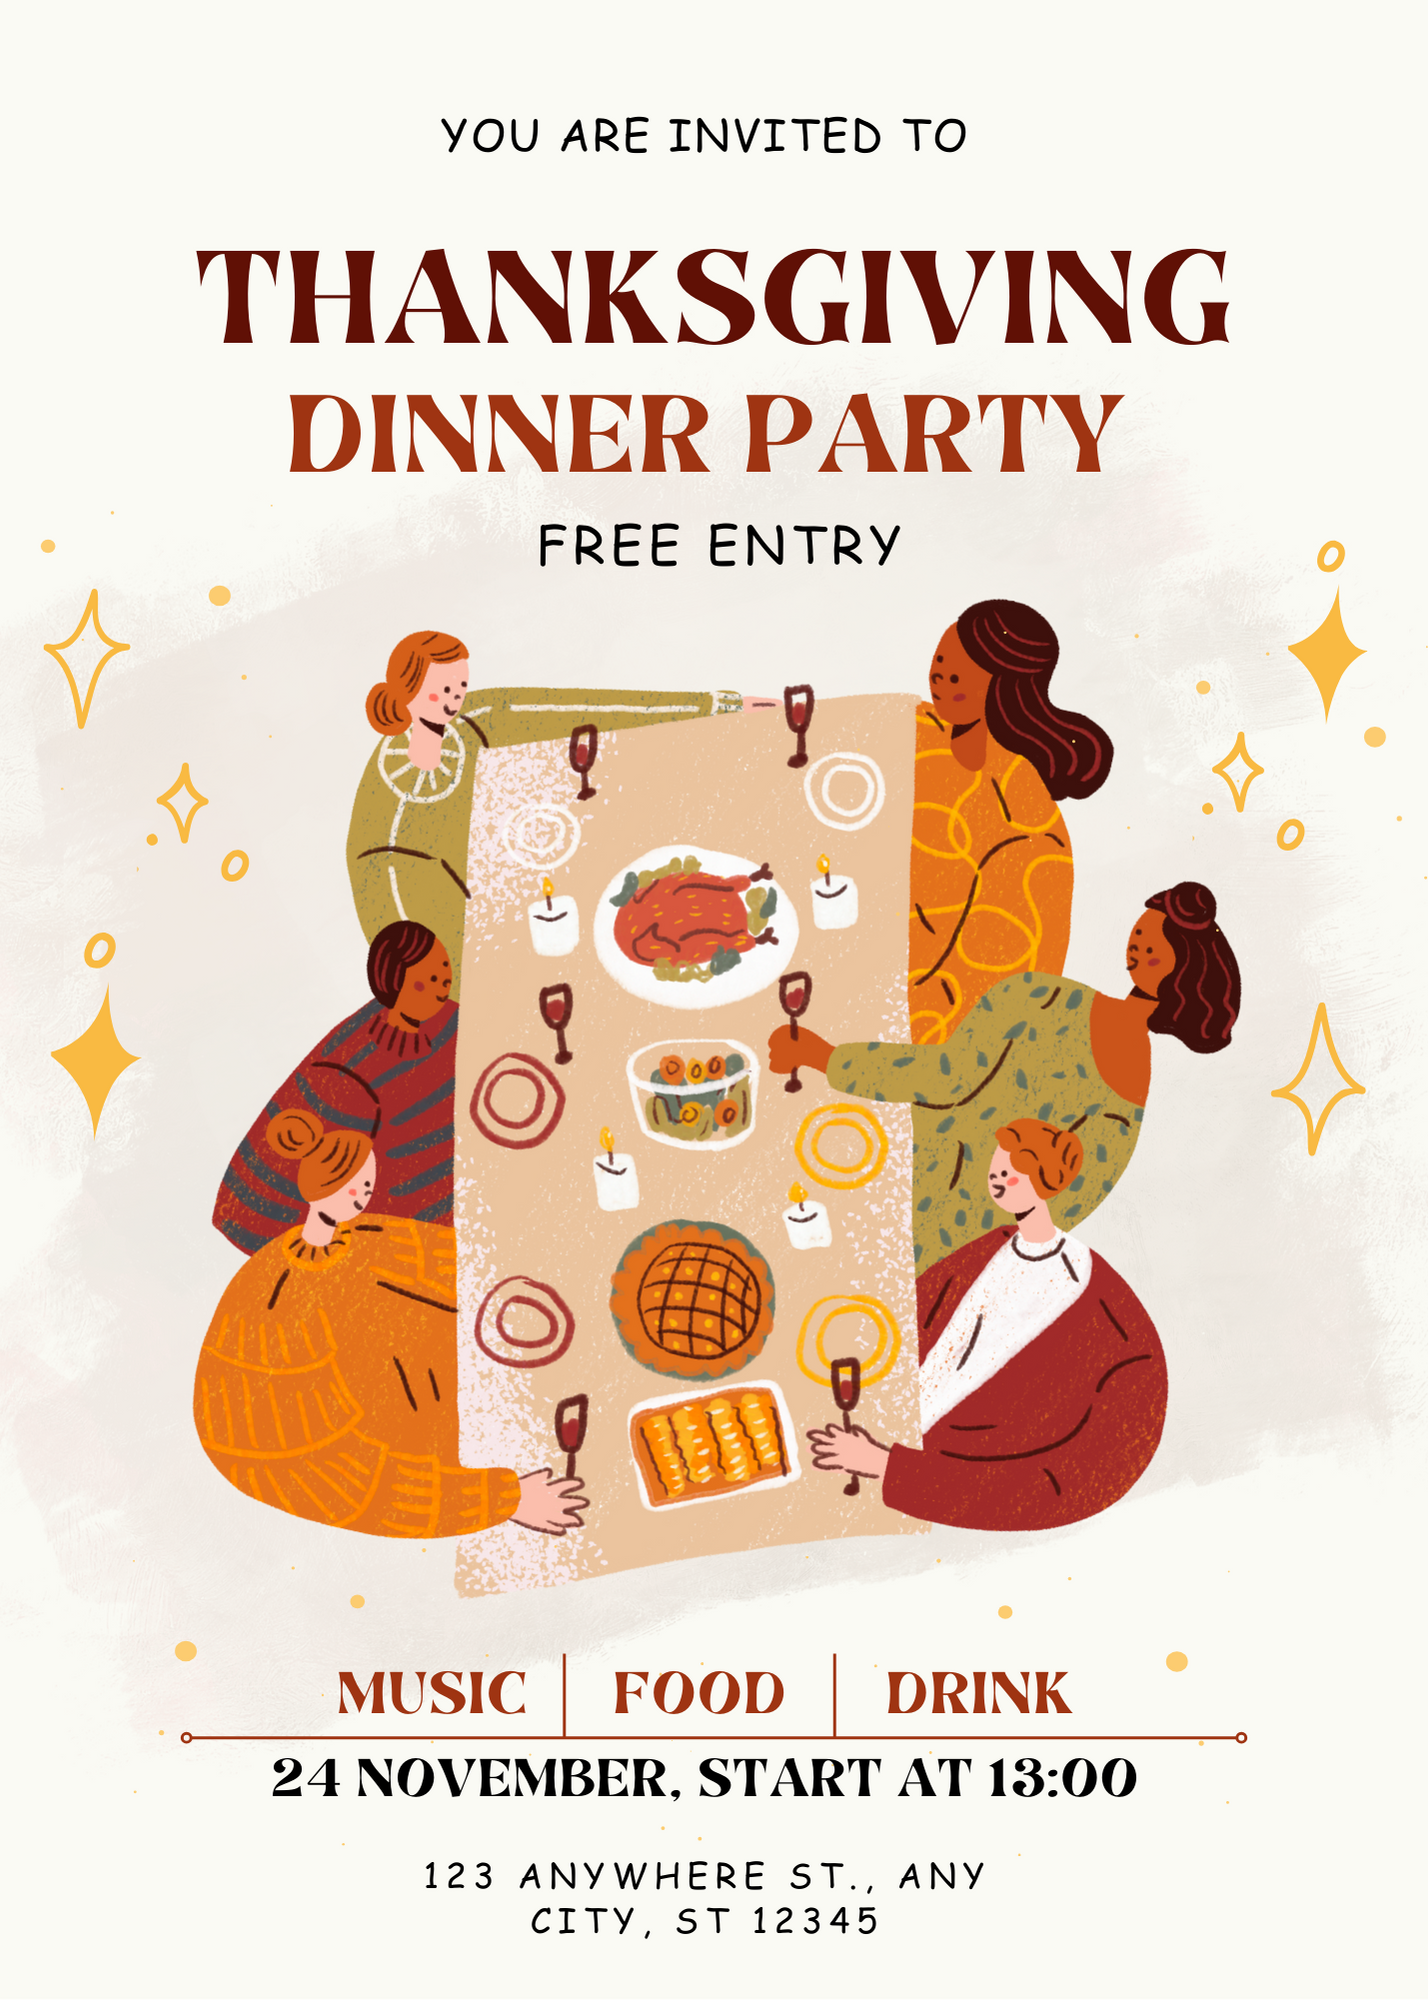 YOU ARE INVITED TO
THANKSGIVING
DINNER PARTY
FREE ENTRY
MUSIC FOOD DRINK
24 NOVEMBER, START AT 13:00
123 ANYWHERE ST., ANY
CITY, ST 12345